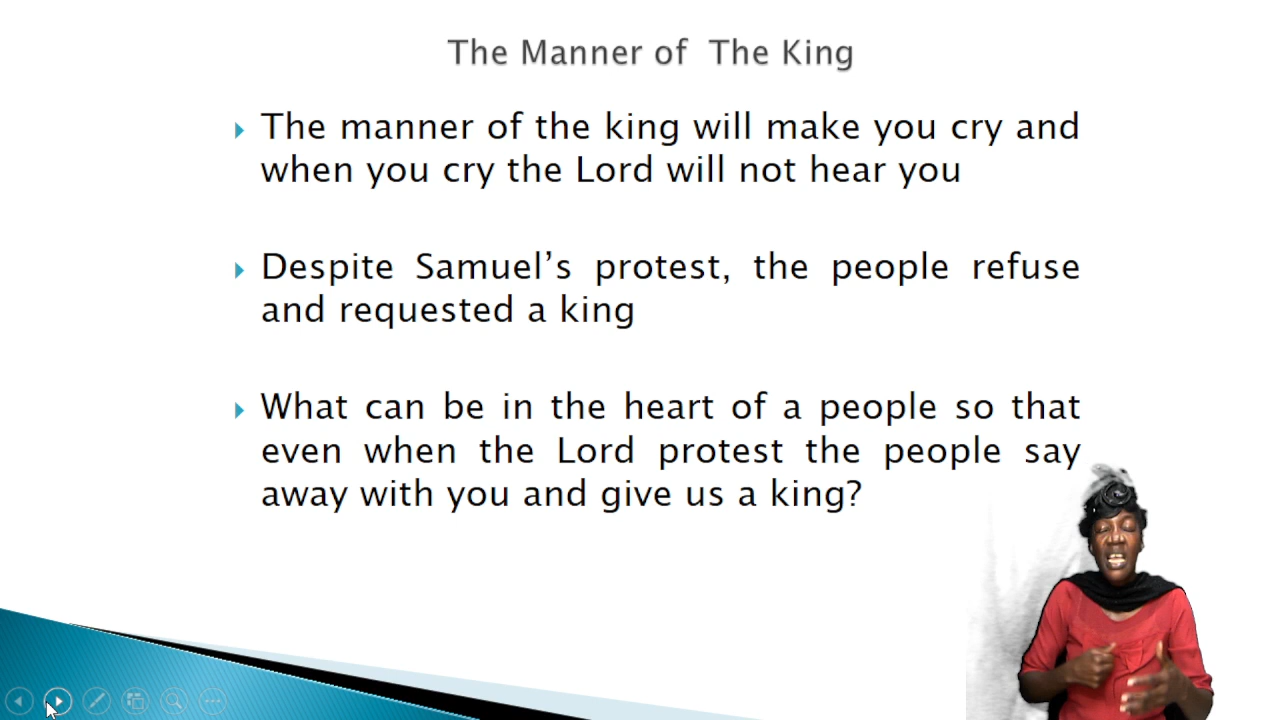 The Manner of  The King
The manner of the king will make you cry and
when you cry the Lord will not hear you
Despite Samuel’s protest, the people refuse
and requested a king
What can be in the heart of a people so that
even when the Lord protest the people say
away with you and give us a king?